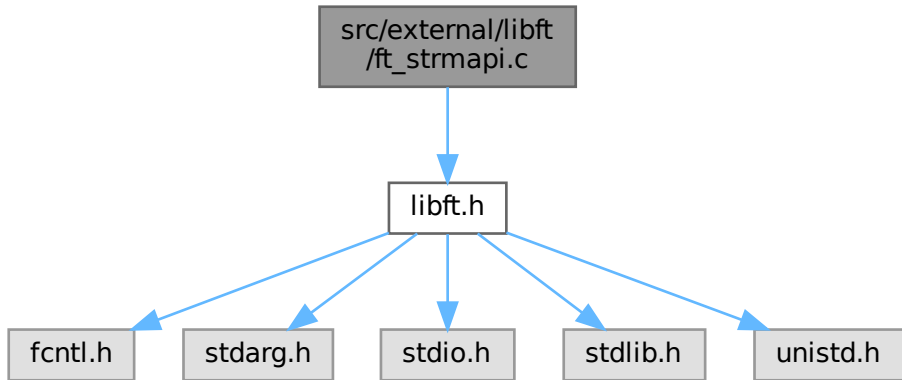 src/external/libft
/ft_strmapi.c
libft.h
fcntl.h
stdarg.h
stdio.h
stdlib.h
unistd.h